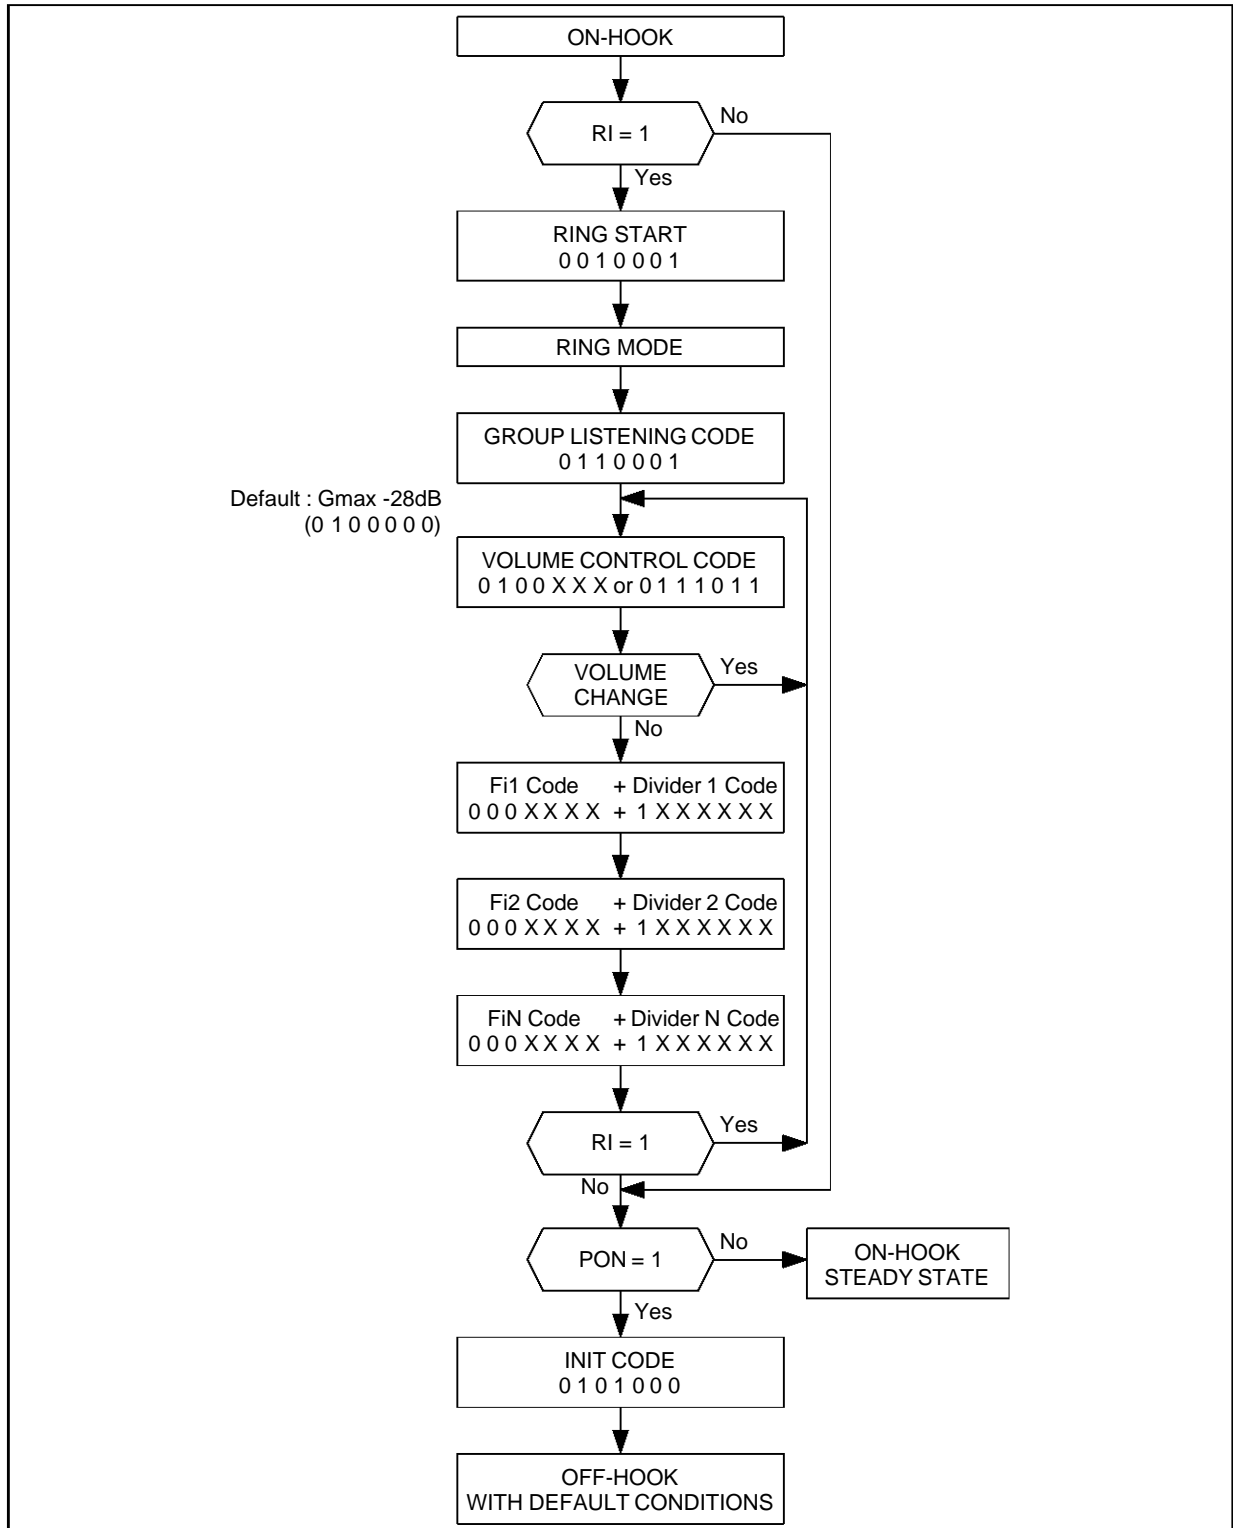 ON-HOOK
RI = 1
No
Yes
RING START
0 0 1 0 0 0 1
RING MODE
GROUP LISTENING CODE
0 1 1 0 0 0 1
Default : Gmax -28dB
(0 1 0 0 0 0 0)
VOLUME CONTROL CODE
0 1 0 0 X X X or 0 1 1 1 0 1 1
VOLUME
CHANGE
Yes
No
Fi1 Code + Divider 1 Code
0 0 0 X X X X + 1 X X X X X X
Fi2 Code + Divider 2 Code
0 0 0 X X X X + 1 X X X X X X
FiN Code + Divider N Code
0 0 0 X X X X + 1 X X X X X X
RI = 1
Yes
No
PON = 1
No
ON-HOOK
STEADY STATE
Yes
INIT CODE
0 1 0 1 0 0 0
OFF-HOOK
WITH DEFAULT CONDITIONS